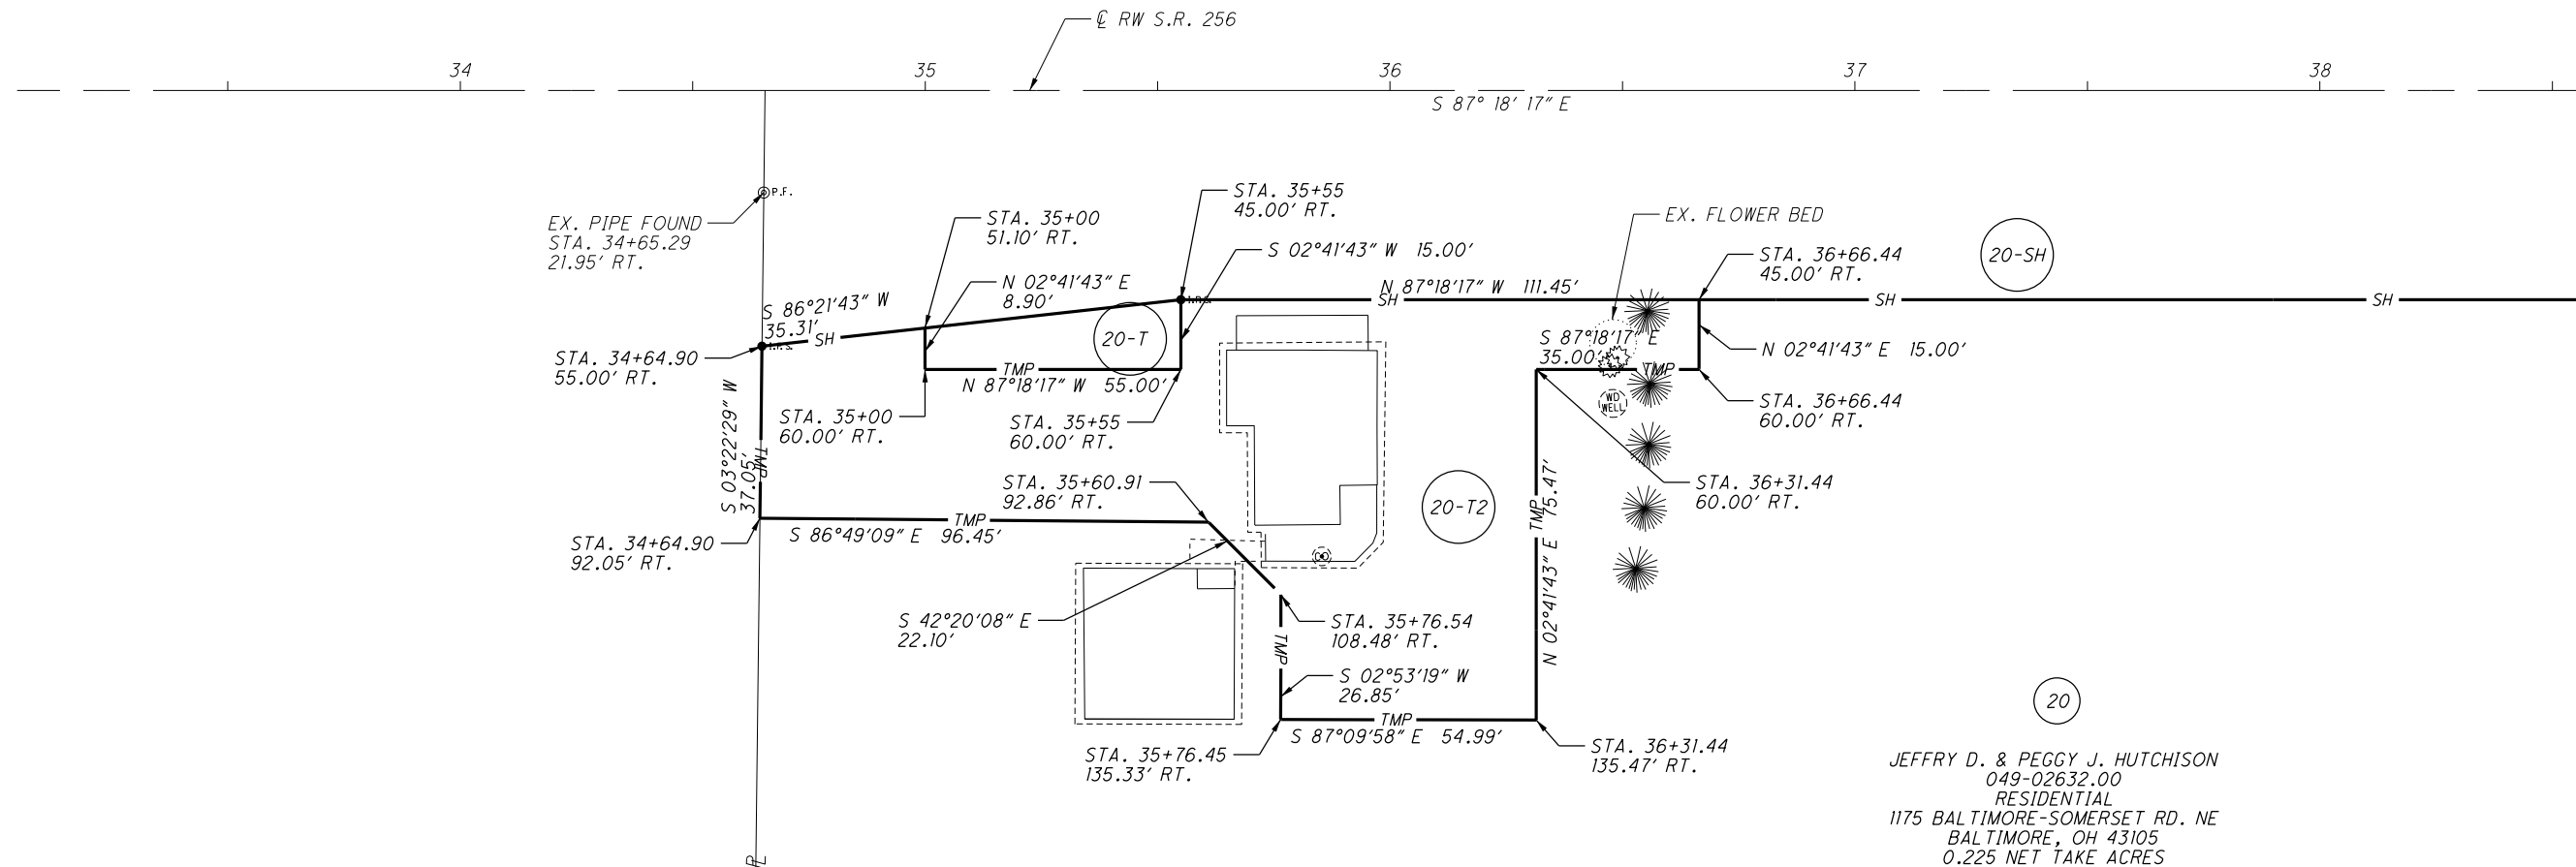 ℄ RW S.R. 256
34
35
36
37
38
S 87° 18′ 17″ E
P.F.
EX. PIPE FOUND
STA. 34+65.29
21.95′ RT.
STA. 35+00
51.10′ RT.
STA. 35+55
45.00′ RT.
S 02°41′43″ W 15.00′
EX. FLOWER BED
STA. 36+66.44
45.00′ RT.
20-SH
N 02°41′43″ E
8.90′
N 87°18′17″ W 111.45′
SH
SH
SH
S 86°21′43″ W
35.31′
SH
I.P.S.
20-T
S 87°18′17″ E
35.00′
N 02°41′43″ E 15.00′
STA. 34+64.90
55.00′ RT.
TMP
N 87°18′17″ W 55.00′
TMP
STA. 35+00
60.00′ RT.
STA. 35+55
60.00′ RT.
WD
WELL
STA. 36+66.44
60.00′ RT.
S 03°22′29″ W
37.05′
TMP
STA. 35+60.91
92.86′ RT.
20-T2
STA. 36+31.44
60.00′ RT.
TMP
N 02°41′43″ E 75.47′
TMP
S 86°49′09″ E 96.45′
STA. 34+64.90
92.05′ RT.
CO
S 42°20′08″ E
22.10′
STA. 35+76.54
108.48′ RT.
TMP
S 02°53′19″ W
26.85′
TMP
S 87°09′58″ E 54.99′
STA. 35+76.45
135.33′ RT.
STA. 36+31.44
135.47′ RT.
20
JEFFRY D. & PEGGY J. HUTCHISON
049-02632.00
RESIDENTIAL
1175 BALTIMORE-SOMERSET RD. NE
BALTIMORE, OH 43105
0.225 NET TAKE ACRES